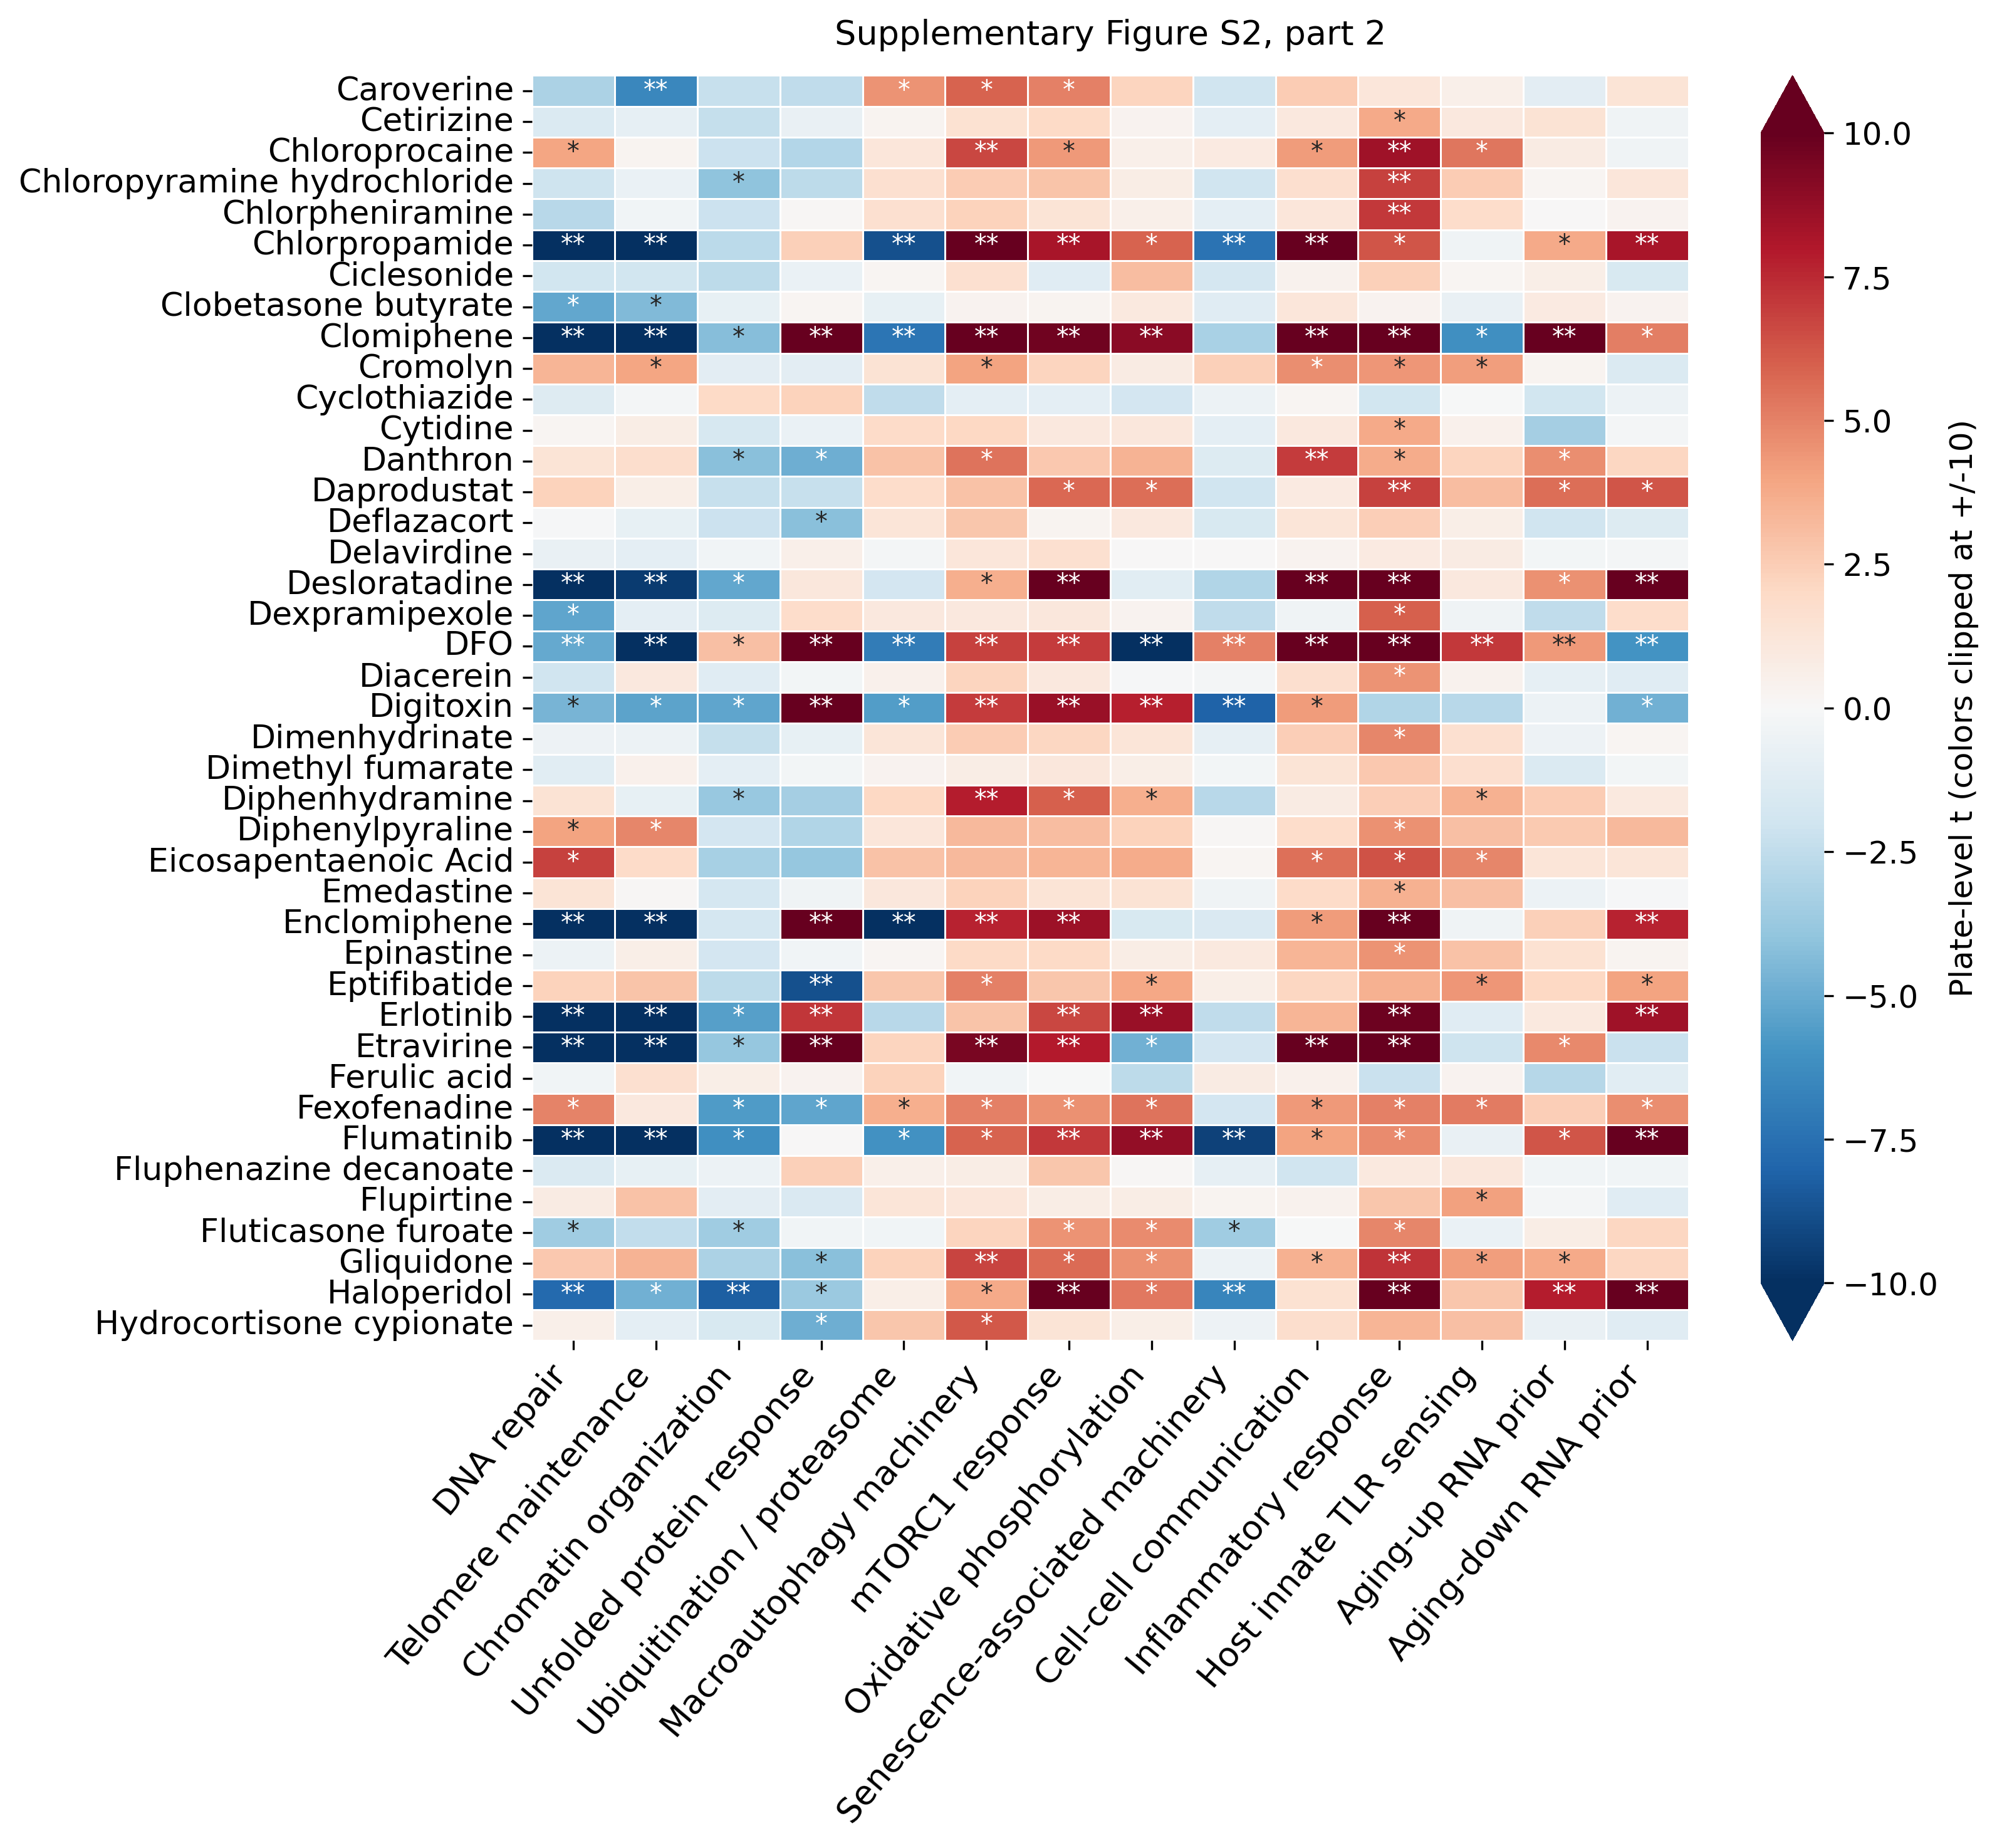 Supplementary Figure S2, part 2
Caroverine ** * * *
Cetirizine *
Chloroprocaine * ** * * ** *
Chloropyramine hydrochloride * **
Chlorpheniramine **
Chlorpropamide ** ** ** ** ** * ** ** * * **
Ciclesonide
Clobetasone butyrate * *
Clomiphene ** ** * ** ** ** ** ** ** ** * ** *
Cromolyn * * * * *
Cyclothiazide
Cytidine *
Danthron * * * ** * *
Daprodustat * * ** * *
Deflazacort *
Delavirdine
Desloratadine ** ** * * ** ** ** * **
Dexpramipexole * *
DFO ** ** * ** ** ** ** ** ** ** ** ** ** **
Diacerein *
Digitoxin * * * ** * ** ** ** ** * *
Dimenhydrinate *
Dimethyl fumarate
Diphenhydramine * ** * * *
Diphenylpyraline * * *
Eicosapentaenoic Acid * * * *
Emedastine *
Enclomiphene ** ** ** ** ** ** * ** **
Epinastine *
Eptifibatide ** * * * *
Erlotinib ** ** * ** ** ** ** **
Etravirine ** ** * ** ** ** * ** ** *
Ferulic acid
Fexofenadine * * * * * * * * * * *
Flumatinib ** ** * * * ** ** ** * * * **
Fluphenazine decanoate
Flupirtine *
Fluticasone furoate * * * * * *
Gliquidone * ** * * * ** * *
Haloperidol ** * ** * * ** * ** ** ** **
Hydrocortisone cypionate * *
DNA repair
Telomere maintenance
Chromatin organization
Unfolded protein response
Ubiquitination / proteasome
Macroautophagy machinery
mTORC1 response
Oxidative phosphorylation
Senescence-associated machinery
Cell-cell communication
Inflammatory response
Host innate TLR sensing
Aging-up RNA prior
Aging-down RNA prior
10.0
7.5
5.0
2.5
0.0
−2.5
−5.0
−7.5
−10.0
Plate-level t (colors clipped at +/-10)